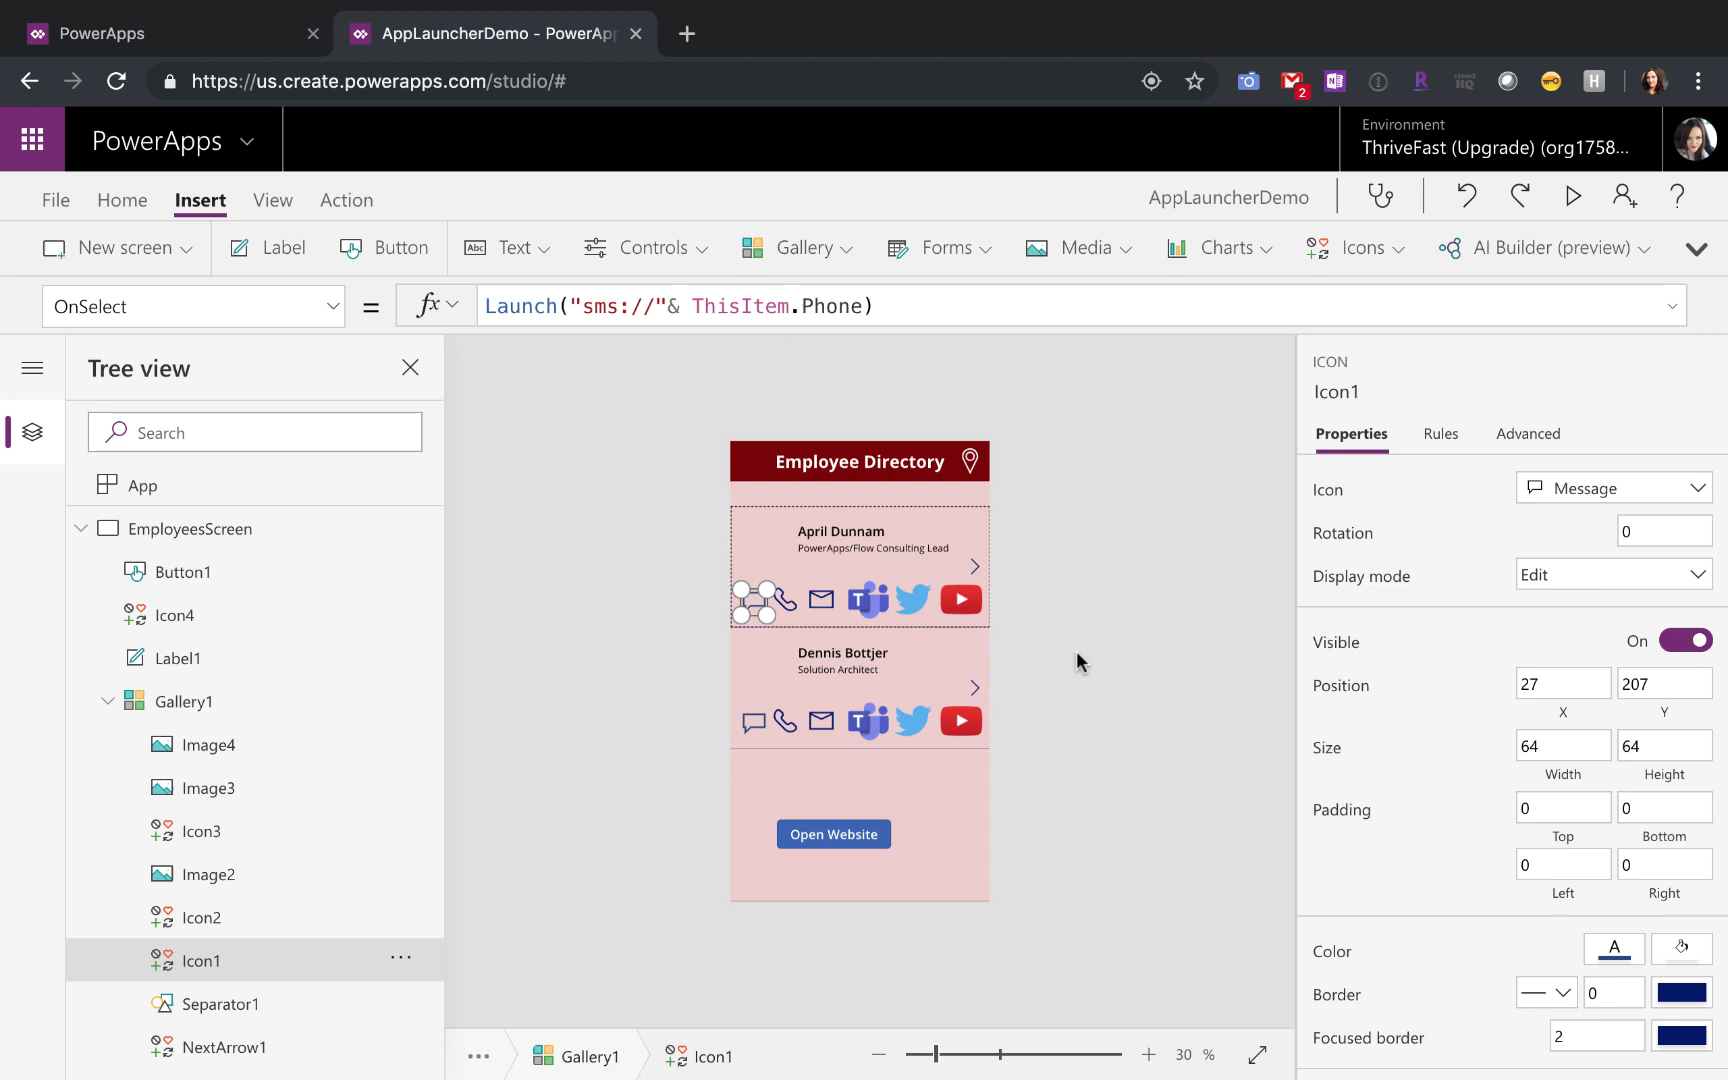 PowerApps
AppLauncherDemo - PowerApp
https://us.create.powerapps.com/studio/#
2
H
PowerApps
Environment
ThriveFast (Upgrade) (org1758...
File
Home
Insert
View
Action
AppLauncherDemo
New screen
Label
Button
Abc Text
Controls
Gallery
Forms
Media
Charts
Icons
AI Builder (preview)
OnSelect
=
fx
Launch("sms://"& ThisItem.Phone)
Tree view
Search
App
EmployeesScreen
Button1
Icon4
Label1
Gallery1
Image4
Image3
Icon3
Image2
Icon2
Icon1
Separator1
NextArrow1
Employee Directory
April Dunnam
PowerApps/Flow Consulting Lead
T
Dennis Bottjer
Solution Architect
T
Open Website
Gallery1
Icon1
30 %
ICON
Icon1
Properties
Rules
Advanced
Icon
Message
Rotation
0
Display mode
Edit
Visible
On
Position
27
207
X
Y
Size
64
64
Width
Height
Padding
0
0
Top
Bottom
0
0
Left
Right
Color
A
Border
0
Focused border
2